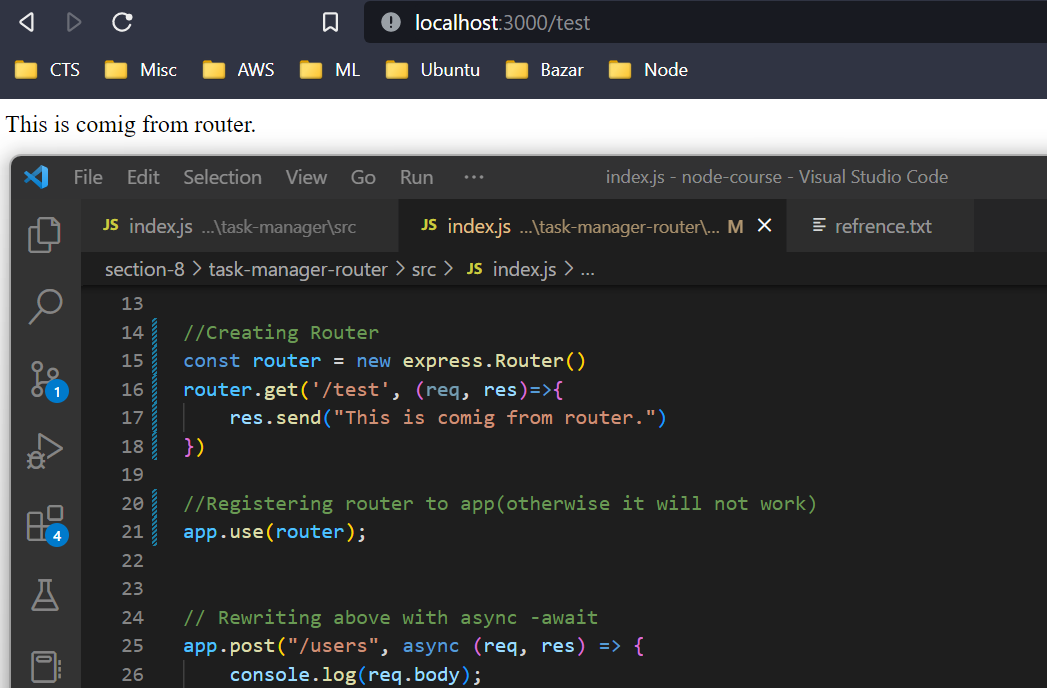 localhost:3000/test
CTS Misc AWS ML Ubuntu Bazar Node
This is comig from router.
File Edit Selection View Go Run ··· index.js - node-course - Visual Studio Code
JS index.js ...\task-manager\src JS index.js ...\task-manager-router\... M refrence.txt
section-8 > task-manager-router > src > JS index.js > ...
13
14 //Creating Router
15 const router = new express.Router()
16 router.get('/test', (req, res)=>{
17 res.send("This is comig from router.")
18 })
19
20 //Registering router to app(otherwise it will not work)
21 app.use(router);
22
23
24 // Rewriting above with async -await
25 app.post("/users", async (req, res) => {
26 console.log(req.body);
1
4